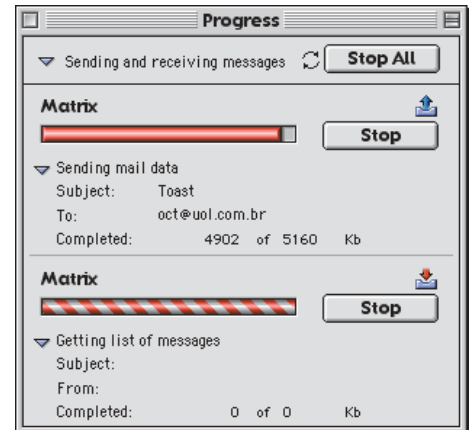 Progress
Sending and receiving messages Stop All
Matrix
Stop
Sending mail data
Subject: Toast
To: oct@uol.com.br
Completed: 4902 of 5160 Kb
Matrix
Stop
Getting list of messages
Subject:
From:
Completed: 0 of 0 Kb